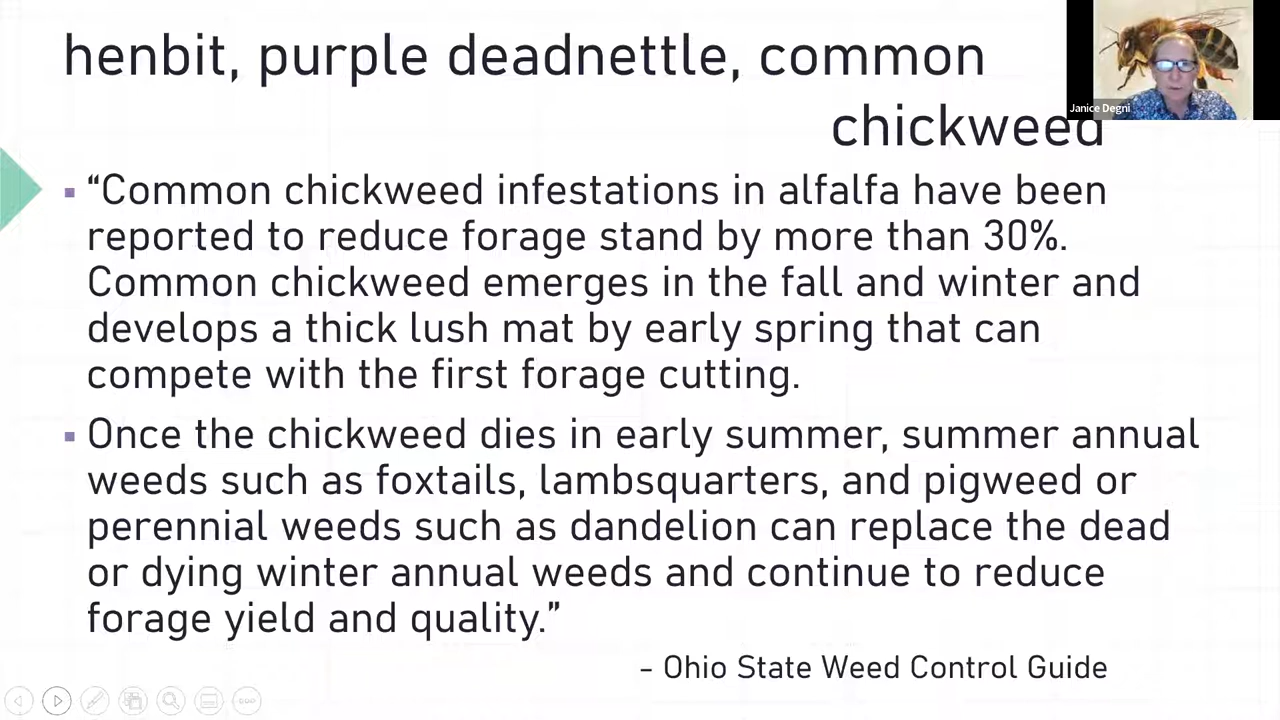 henbit, purple deadnettle, common
chickweed
Janice Degni
▪ “Common chickweed infestations in alfalfa have been
reported to reduce forage stand by more than 30%.
Common chickweed emerges in the fall and winter and
develops a thick lush mat by early spring that can
compete with the first forage cutting.
▪ Once the chickweed dies in early summer, summer annual
weeds such as foxtails, lambsquarters, and pigweed or
perennial weeds such as dandelion can replace the dead
or dying winter annual weeds and continue to reduce
forage yield and quality.”
– Ohio State Weed Control Guide